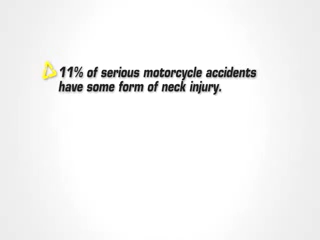 11% of serious motorcycle accidents
have some form of neck injury.